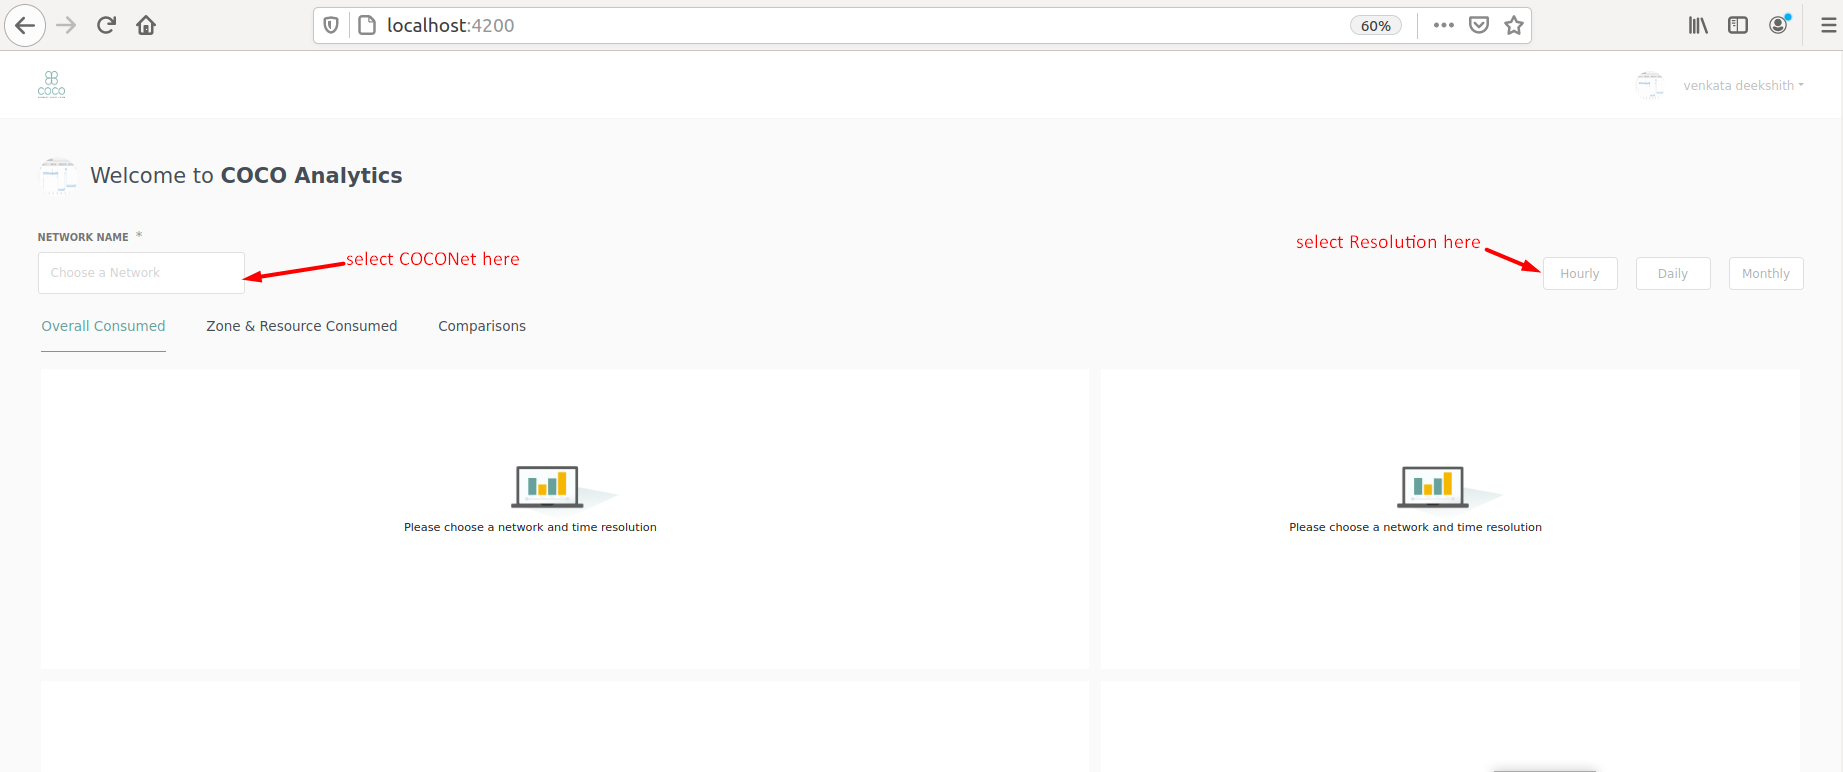 localhost:4200
60%
COCO
venkata deekshith
Welcome to COCO Analytics
NETWORK NAME *
select COCONet here
select Resolution here
Choose a Network
Hourly
Daily
Monthly
Overall Consumed
Zone & Resource Consumed
Comparisons
Please choose a network and time resolution
Please choose a network and time resolution